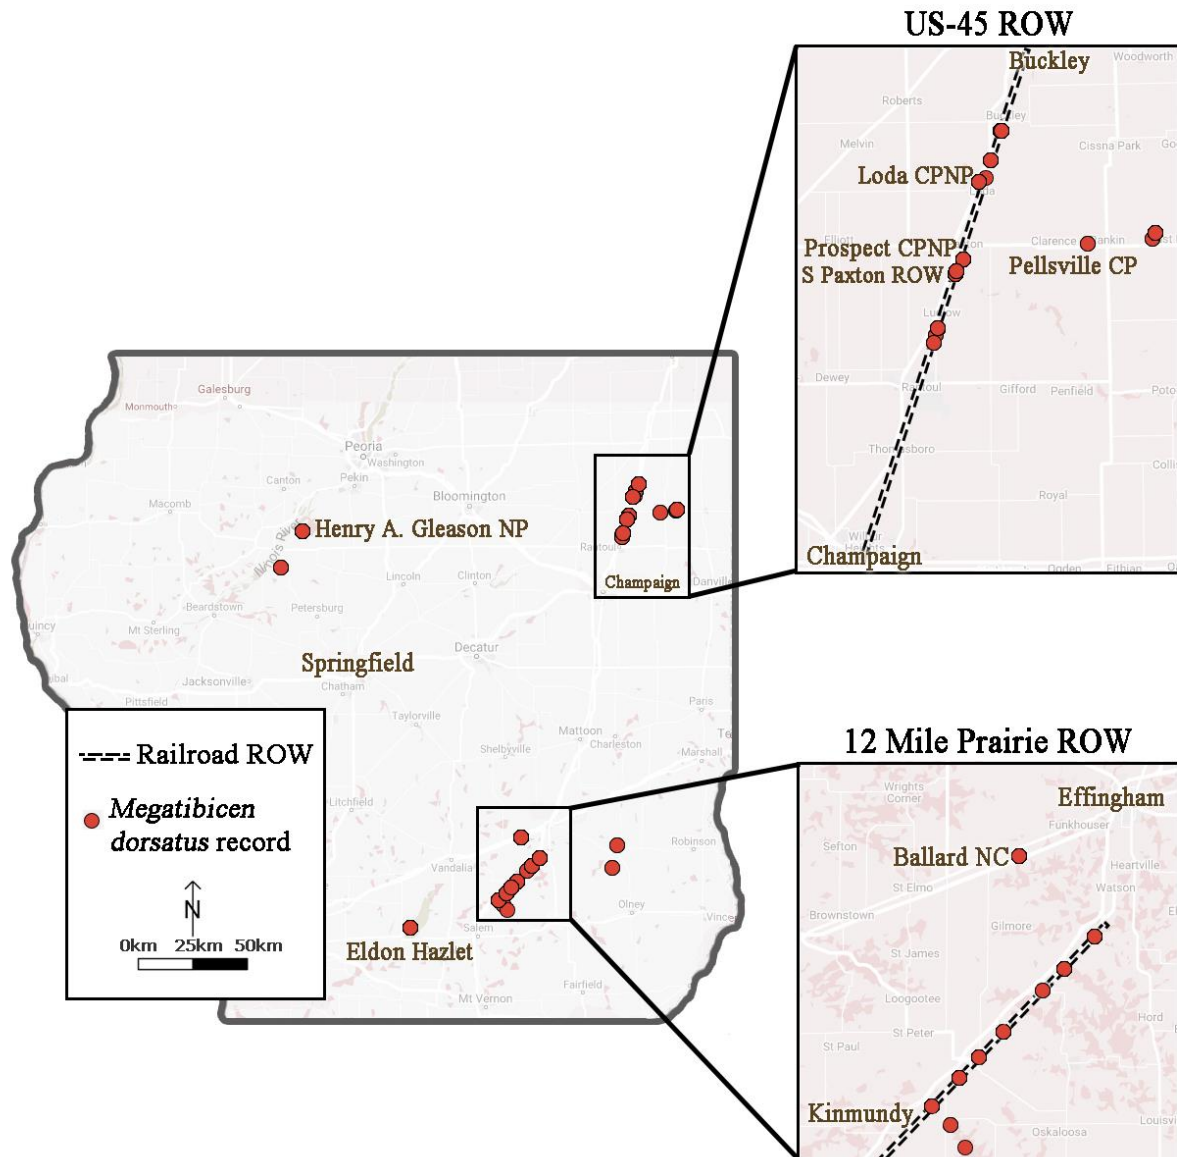 US-45 ROW
Buckley
Woodworth
Roberts
Buckley
Melvin
Cissna Park
Loda CPNP
Elliott
Clarence
Rankin
Prospect CPNP
S Paxton ROW
Pellsville CP
Ludlow
Dewey
Rantoul
Gifford
Penfield
Thomasboro
Royal
Champaign
Ogden
Fithian
Galesburg
Monmouth
Peoria
Washington
Pekin
Canton
Bloomington
Macomb
Henry A. Gleason NP
Rantoul
Lincoln
Clinton
Champaign
Danville
Beardstown
Petersburg
Mt Sterling
Decatur
Springfield
Jacksonville
Chatham
Pittsfield
Taylorville
Paris
Mattoon
Charleston
Shelbyville
Marshall
Railroad ROW
Megatibicen
dorsatus record
N
0km 25km 50km
Litchfield
Vandalia
Robinson
Olney
Salem
Eldon Hazlet
Fairfield
Mt Vernon
12 Mile Prairie ROW
Wrights
Corner
Effingham
Funkhouser
Sefton
Ballard NC
Heartville
St Elmo
Watson
Brownstown
Gilmore
St James
Loogootee
Hord
St Peter
St Paul
Kinmundy
Oskaloosa